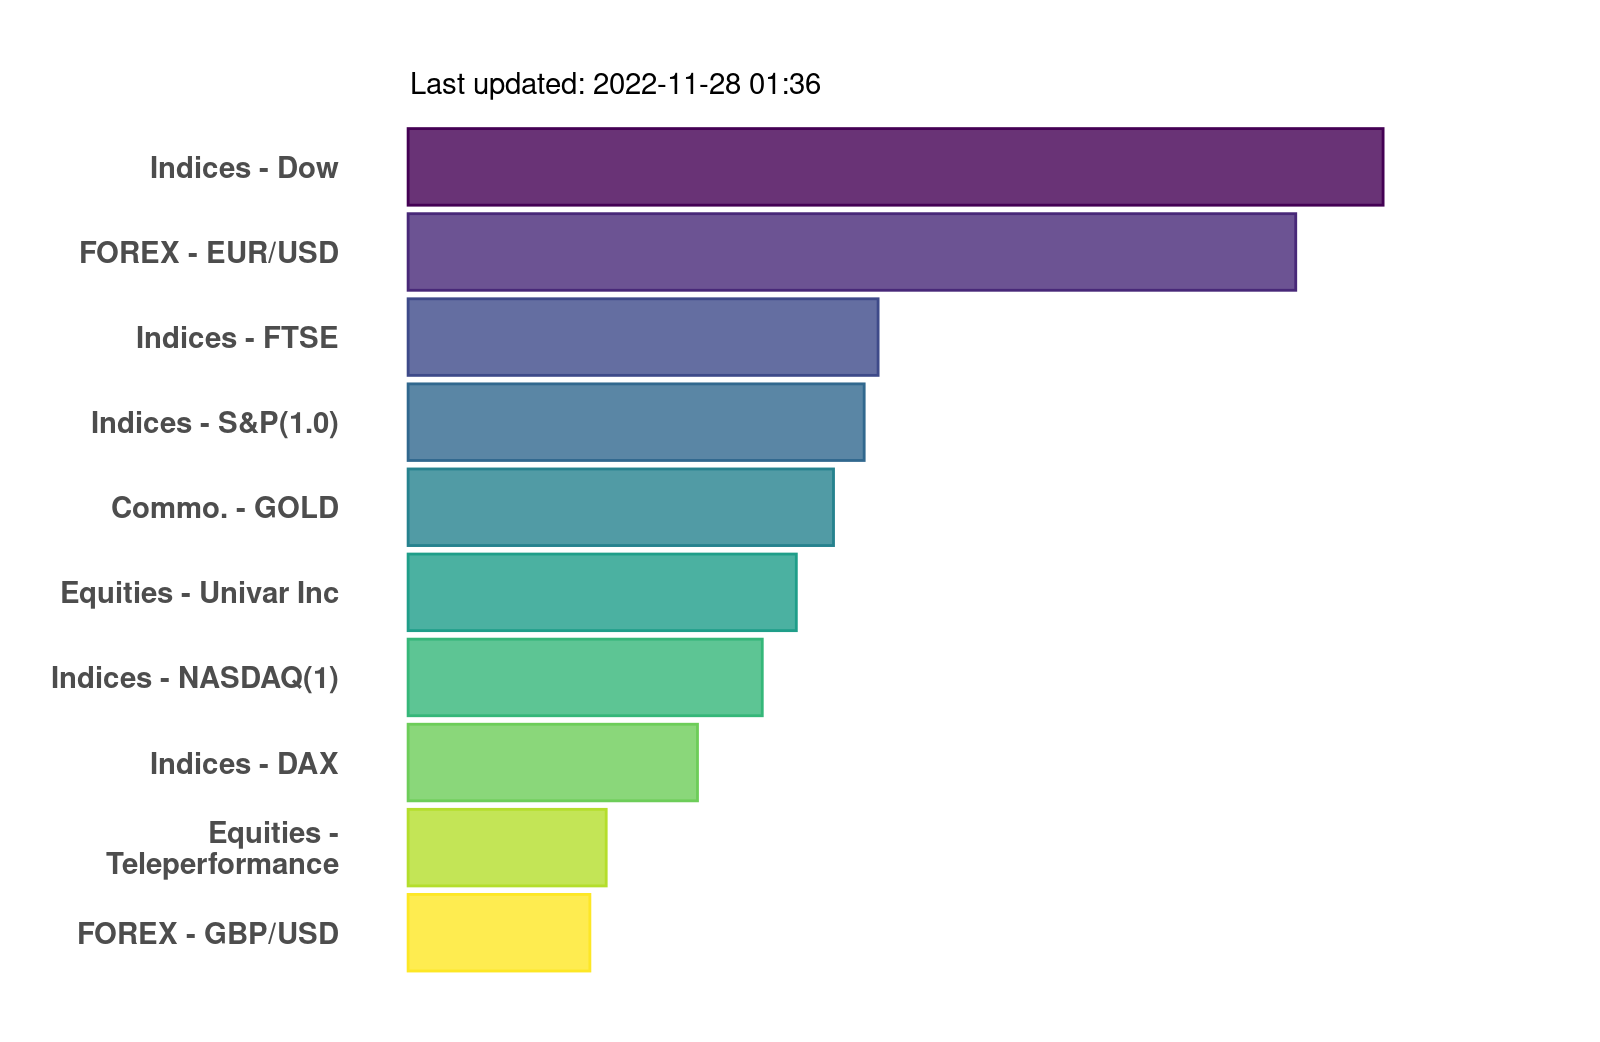 Last updated: 2022-11-28 01:36
Indices - Dow
FOREX - EUR/USD
Indices - FTSE
Indices - S&P(1.0)
Commo. - GOLD
Equities - Univar Inc
Indices - NASDAQ(1)
Indices - DAX
Equities -
Teleperformance
FOREX - GBP/USD